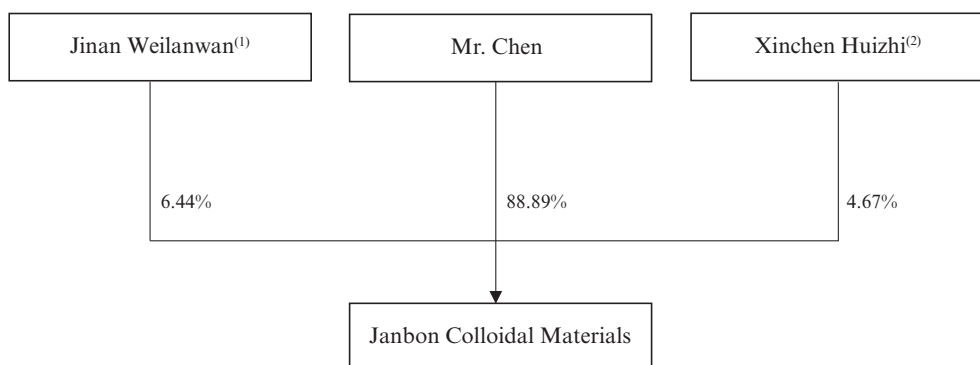 Jinan Weilanwan(1)
Mr. Chen
Xinchen Huizhi(2)
6.44%
88.89%
4.67%
Janbon Colloidal Materials